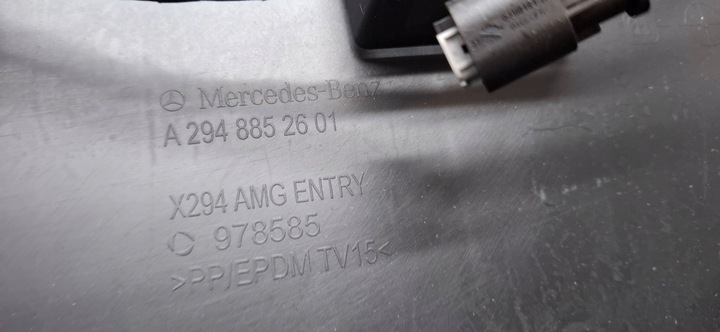 Mercedes-Benz
A 294 885 26 01
X294 AMG ENTRY
978585
>PP/EPDM TV15<